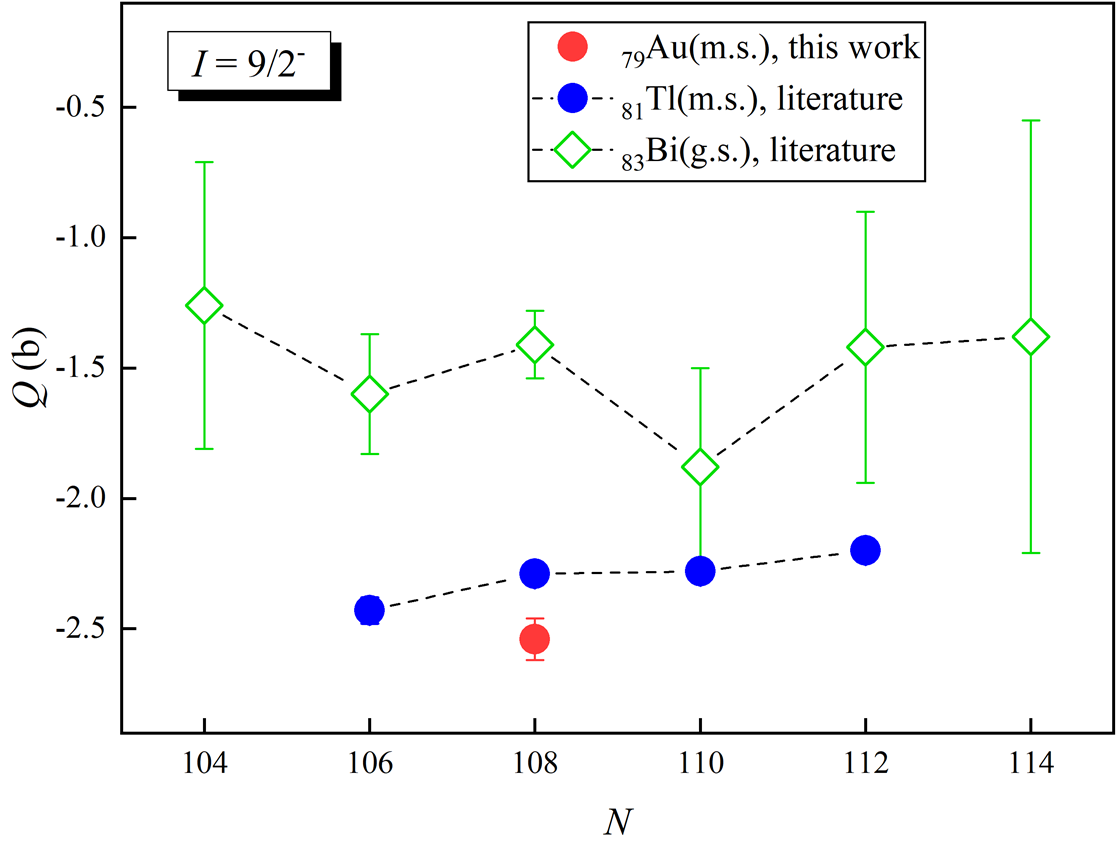 I = 9/2-
79Au(m.s.), this work
81Tl(m.s.), literature
83Bi(g.s.), literature
-0.5
-1.0
-1.5
-2.0
-2.5
Q (b)
104 106 108 110 112 114
N